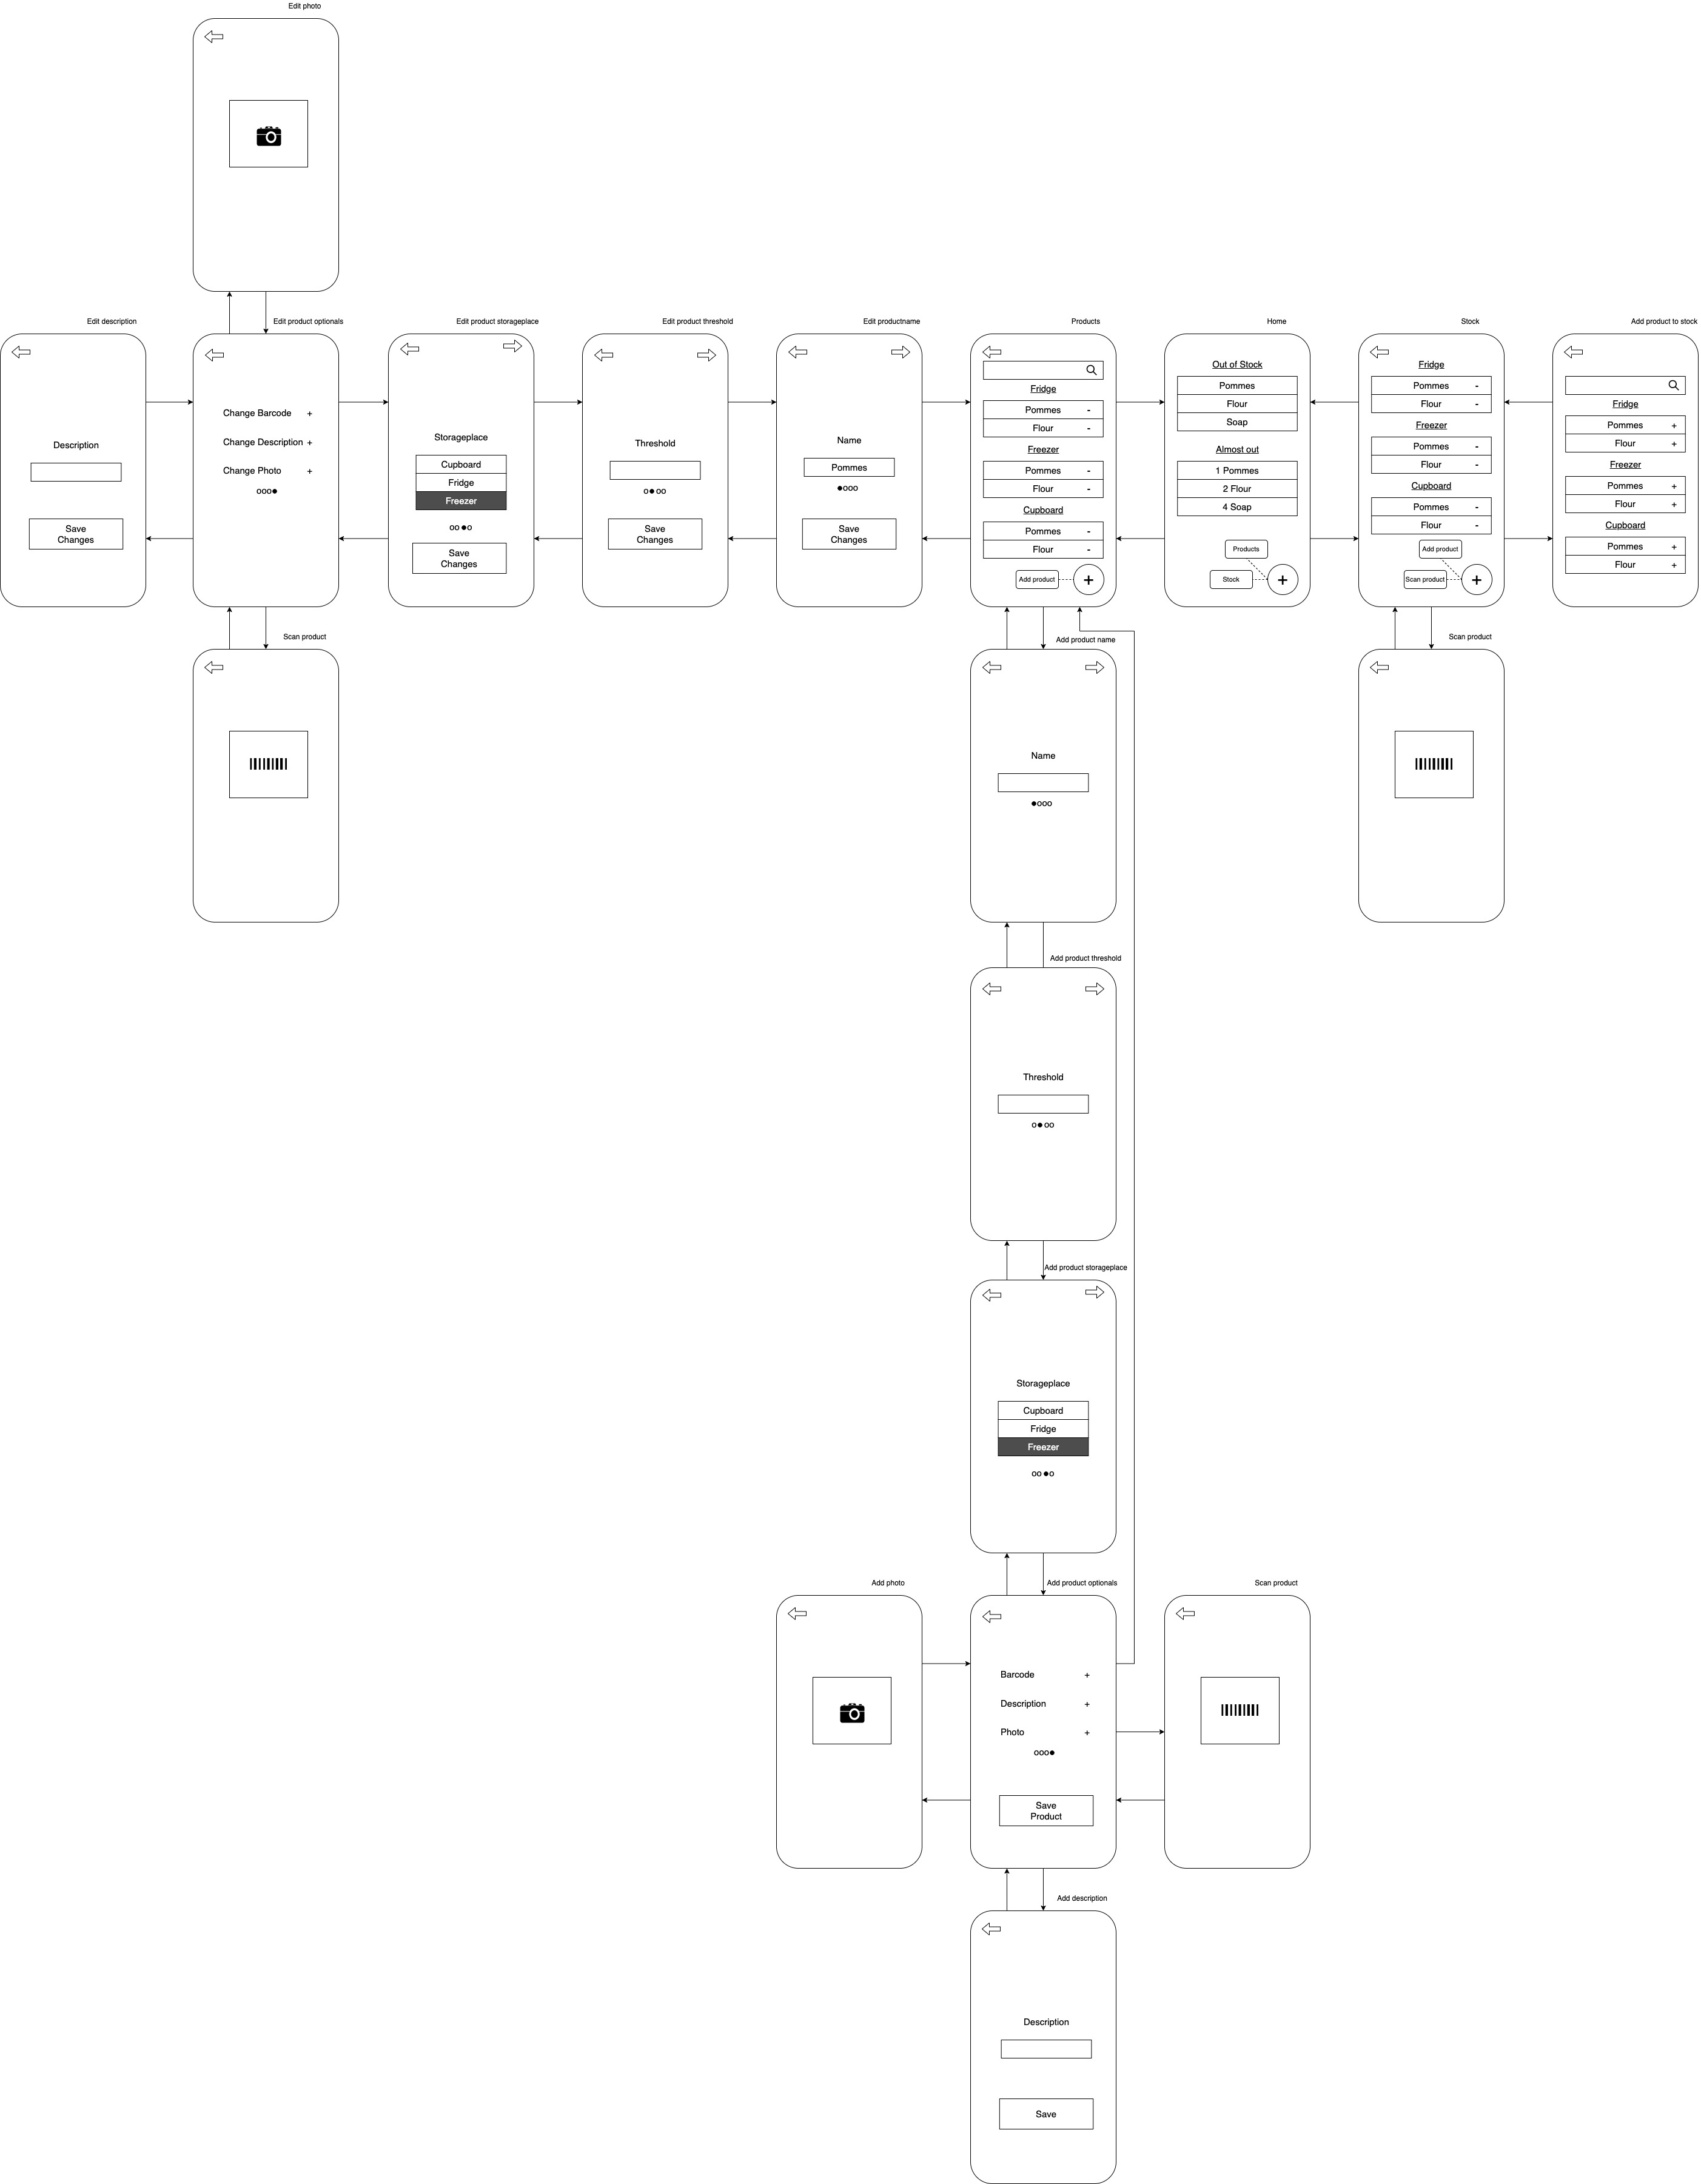 Edit photo
Edit description
Description
Save
Changes
Edit product optionals
Change Barcode +
Change Description +
Change Photo +
ooo●
Edit product storageplace
Storageplace
Cupboard
Fridge
Freezer
oo●o
Save
Changes
Edit product threshold
Threshold
o●oo
Save
Changes
Edit productname
Name
Pommes
●ooo
Save
Changes
Products
Fridge
Pommes -
Flour -
Freezer
Pommes -
Flour -
Cupboard
Pommes -
Flour -
Add product
+
Home
Out of Stock
Pommes
Flour
Soap
Almost out
1 Pommes
2 Flour
4 Soap
Products
Stock
+
Stock
Fridge
Pommes -
Flour -
Freezer
Pommes -
Flour -
Cupboard
Pommes -
Flour -
Add product
Scan product
+
Add product to stock
Fridge
Pommes +
Flour +
Freezer
Pommes +
Flour +
Cupboard
Pommes +
Flour +
Scan product
Add product name
Name
●ooo
Scan product
Add product threshold
Threshold
o●oo
Add product storageplace
Storageplace
Cupboard
Fridge
Freezer
oo●o
Add photo
Add product optionals
Barcode +
Description +
Photo +
ooo●
Save
Product
Scan product
Add description
Description
Save